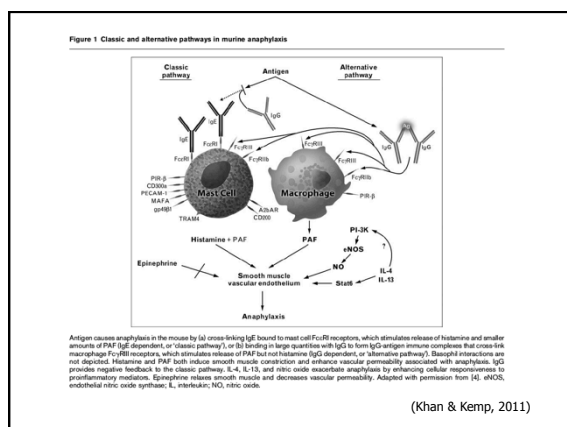 Figure 1 Classic and alternative pathways in murine anaphylaxis
Classic
pathway
Antigen
Alternative
pathway
IgE
IgE
IgG
IgG
IgG
FcεRI
FcεRI
FcγRIII
FcγRIIb
FcγRIII
FcγRIII
FcγRIIb
PIR-β
CD300a
PECAM-1
MAFA
gp49β1
TRAM4
Mast Cell
CD200
Macrophage
PIR-β
Histamine + PAF
PAF
PI-3K
eNOS
?
NO
IL-4
IL-13
Epinephrine
Smooth muscle
vascular endothelium
Stat6
Anaphylaxis
Antigen causes anaphylaxis in the mouse by (a) cross-linking IgE bound to mast cell FcεRI receptors, which stimulates release of histamine and smaller
amounts of PAF (IgE dependent, or 'classic pathway'), or (b) binding in large quantities with IgG to form IgG-antigen immune complexes that cross-link
macrophage FcγRIII receptors, which stimulates release of PAF but not histamine (IgG dependent, or 'alternative pathway'). Basophil interactions are
not depicted. Histamine and PAF both induce smooth muscle constriction and enhance vascular permeability associated with anaphylaxis. IgG
provides negative feedback to the classic pathway. IL-4, IL-13, and nitric oxide exacerbate anaphylaxis by enhancing cellular responsiveness to
proinflammatory mediators. Epinephrine relaxes smooth muscle and decreases vascular permeability. Adapted with permission from [4]. eNOS,
endothelial nitric oxide synthase; IL, interleukin; NO, nitric oxide.
(Khan & Kemp, 2011)